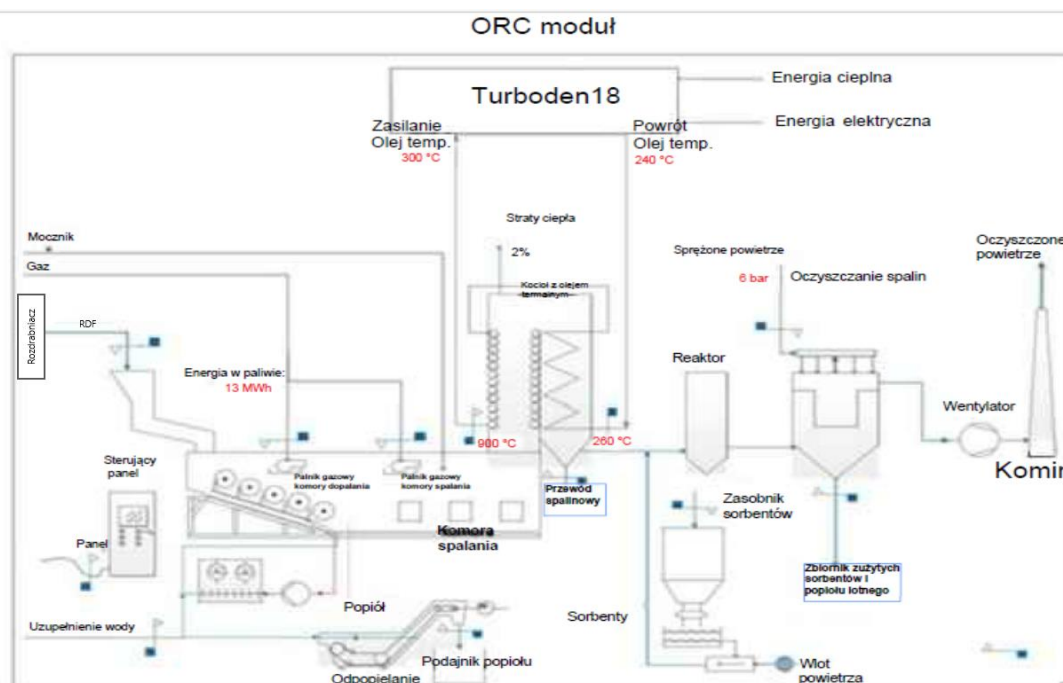 ORC moduł
Turboden18
Energia cieplna
Energia elektryczna
Zasilanie
Olej temp.
300 °C
Powrót
Olej temp.
240 °C
Straty ciepła
2%
Kocioł z olejem
termalnym
Mocznik
Gaz
Rozdrabniacz
RDF
Energia w paliwie:
13 MWh
Sprężone powietrze
6 bar
Oczyszczanie spalin
Oczyszczone
powietrze
Reaktor
Wentylator
Komin
900 °C
260 °C
Sterujący
panel
Palnik gazowy
komory dopalania
Palnik gazowy
komory spalania
Przewód
spalinowy
Komora
spalania
Zasobnik
sorbentów
Panel
Zbiornik zużytych
sorbentów i
popiołu lotnego
Popiół
Sorbenty
Uzupełnienie wody
Podajnik popiołu
Odpopielanie
Wlot
powietrza